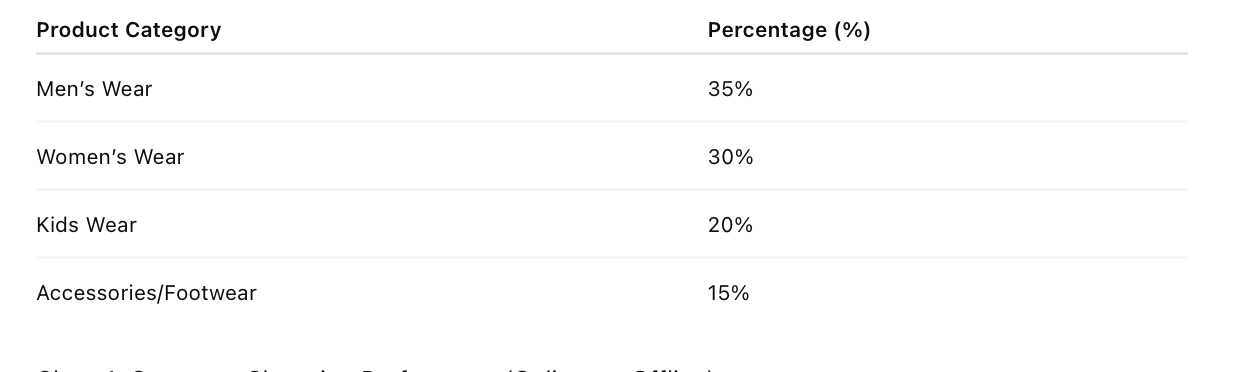 Product Category Percentage (%)
Men’s Wear 35%
Women’s Wear 30%
Kids Wear 20%
Accessories/Footwear 15%